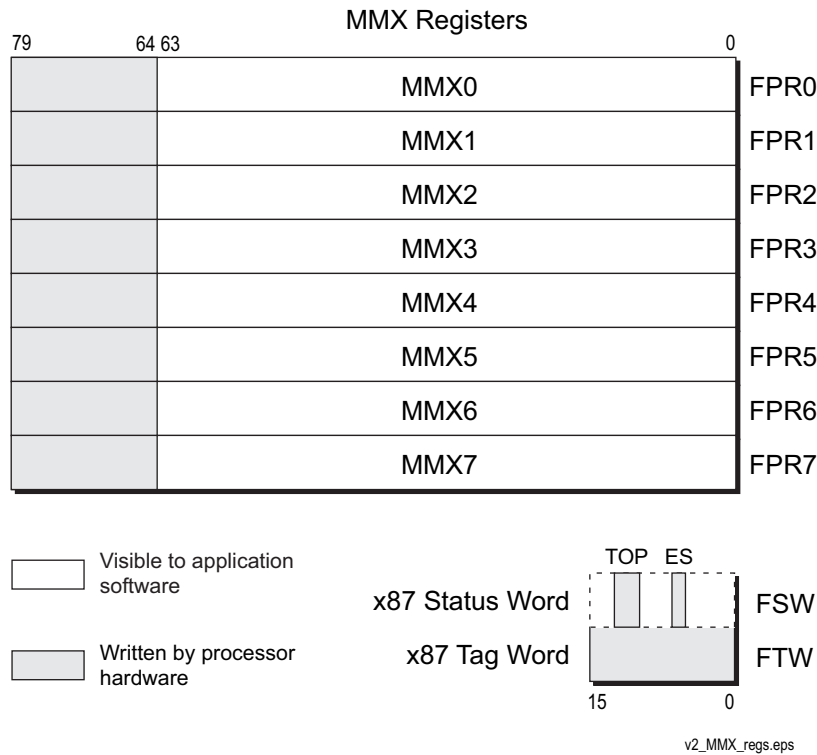 MMX Registers
79 64 63 0
MMX0 FPR0
MMX1 FPR1
MMX2 FPR2
MMX3 FPR3
MMX4 FPR4
MMX5 FPR5
MMX6 FPR6
MMX7 FPR7
Visible to application
software
Written by processor
hardware
TOP ES
x87 Status Word FSW
x87 Tag Word FTW
15 0
v2_MMX_regs.eps